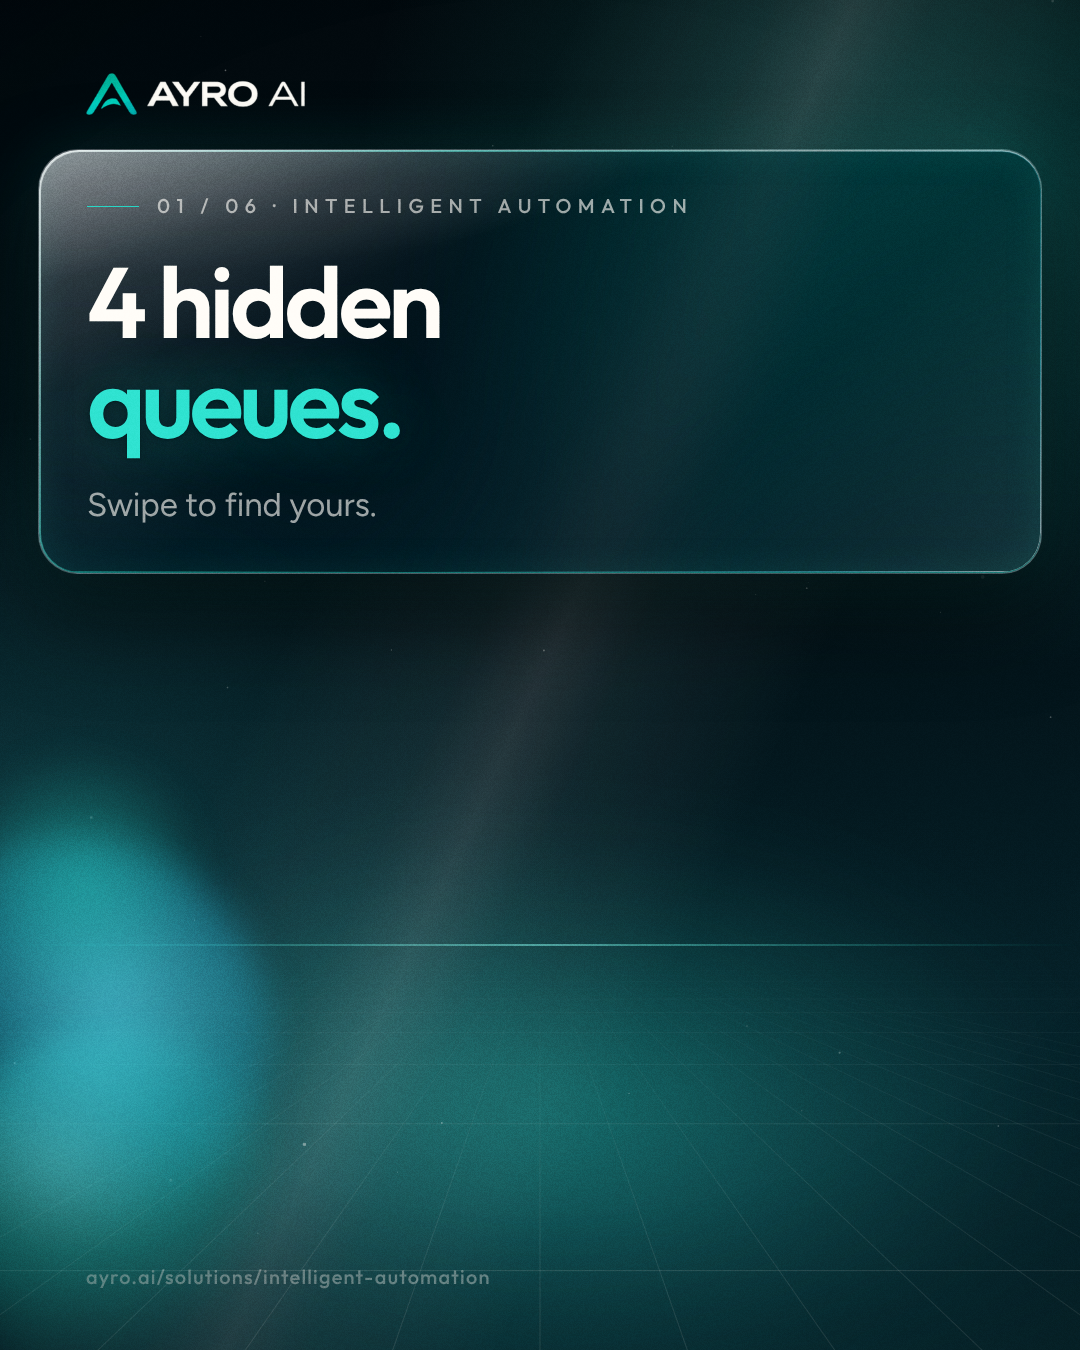 AYRO AI
01 / 06 · INTELLIGENT AUTOMATION
4 hidden
queues.
Swipe to find yours.
ayro.ai/solutions/intelligent-automation